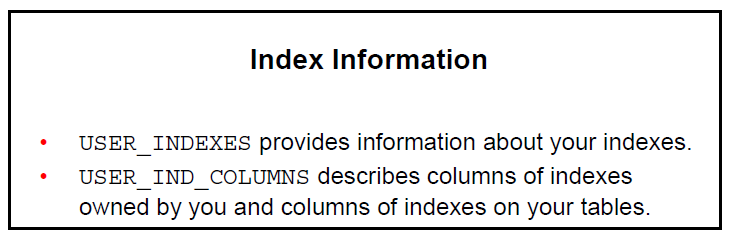 Index Information
• USER_INDEXES provides information about your indexes.
• USER_IND_COLUMNS describes columns of indexes
owned by you and columns of indexes on your tables.